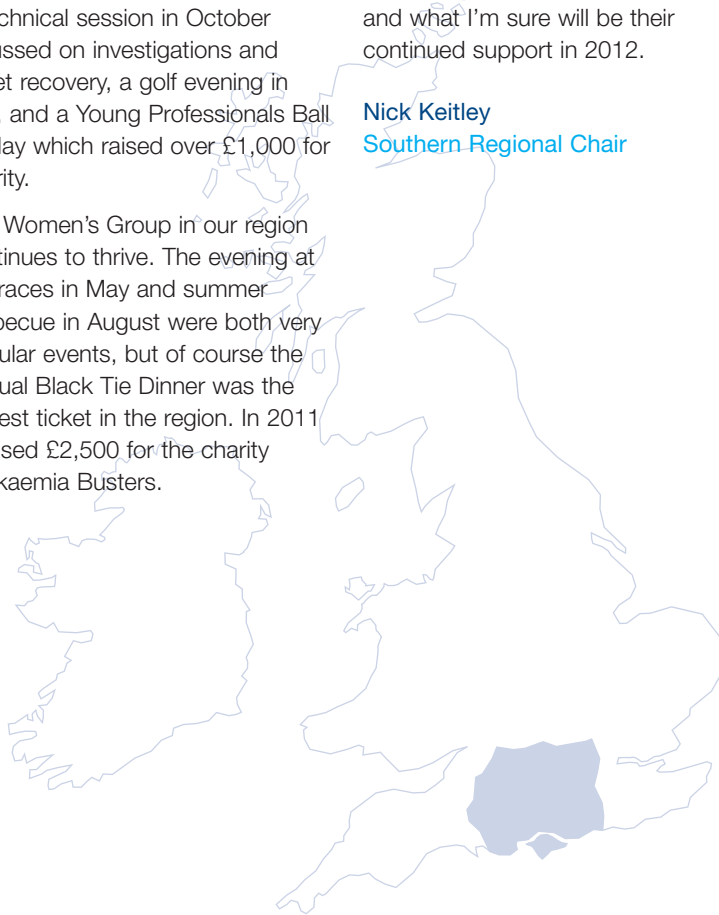 chnical session in October
ussed on investigations and
et recovery, a golf evening in
, and a Young Professionals Ball
lay which raised over £1,000 for
rity.
Women’s Group in our region
tinues to thrive. The evening at
races in May and summer
becue in August were both very
ular events, but of course the
ual Black Tie Dinner was the
est ticket in the region. In 2011
sed £2,500 for the charity
kaemia Busters.
and what I’m sure will be their
continued support in 2012.
Nick Keitley
Southern Regional Chair